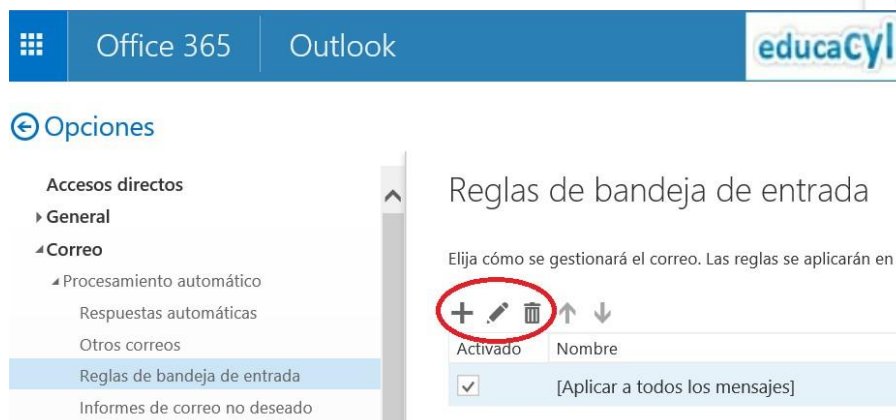 Office 365
Outlook
educaCyl
Opciones
Accesos directos
General
Correo
Procesamiento automático
Respuestas automáticas
Otros correos
Reglas de bandeja de entrada
Informes de correo no deseado
Reglas de bandeja de entrada
Elija cómo se gestionará el correo. Las reglas se aplicarán en
Activado Nombre
[Aplicar a todos los mensajes]